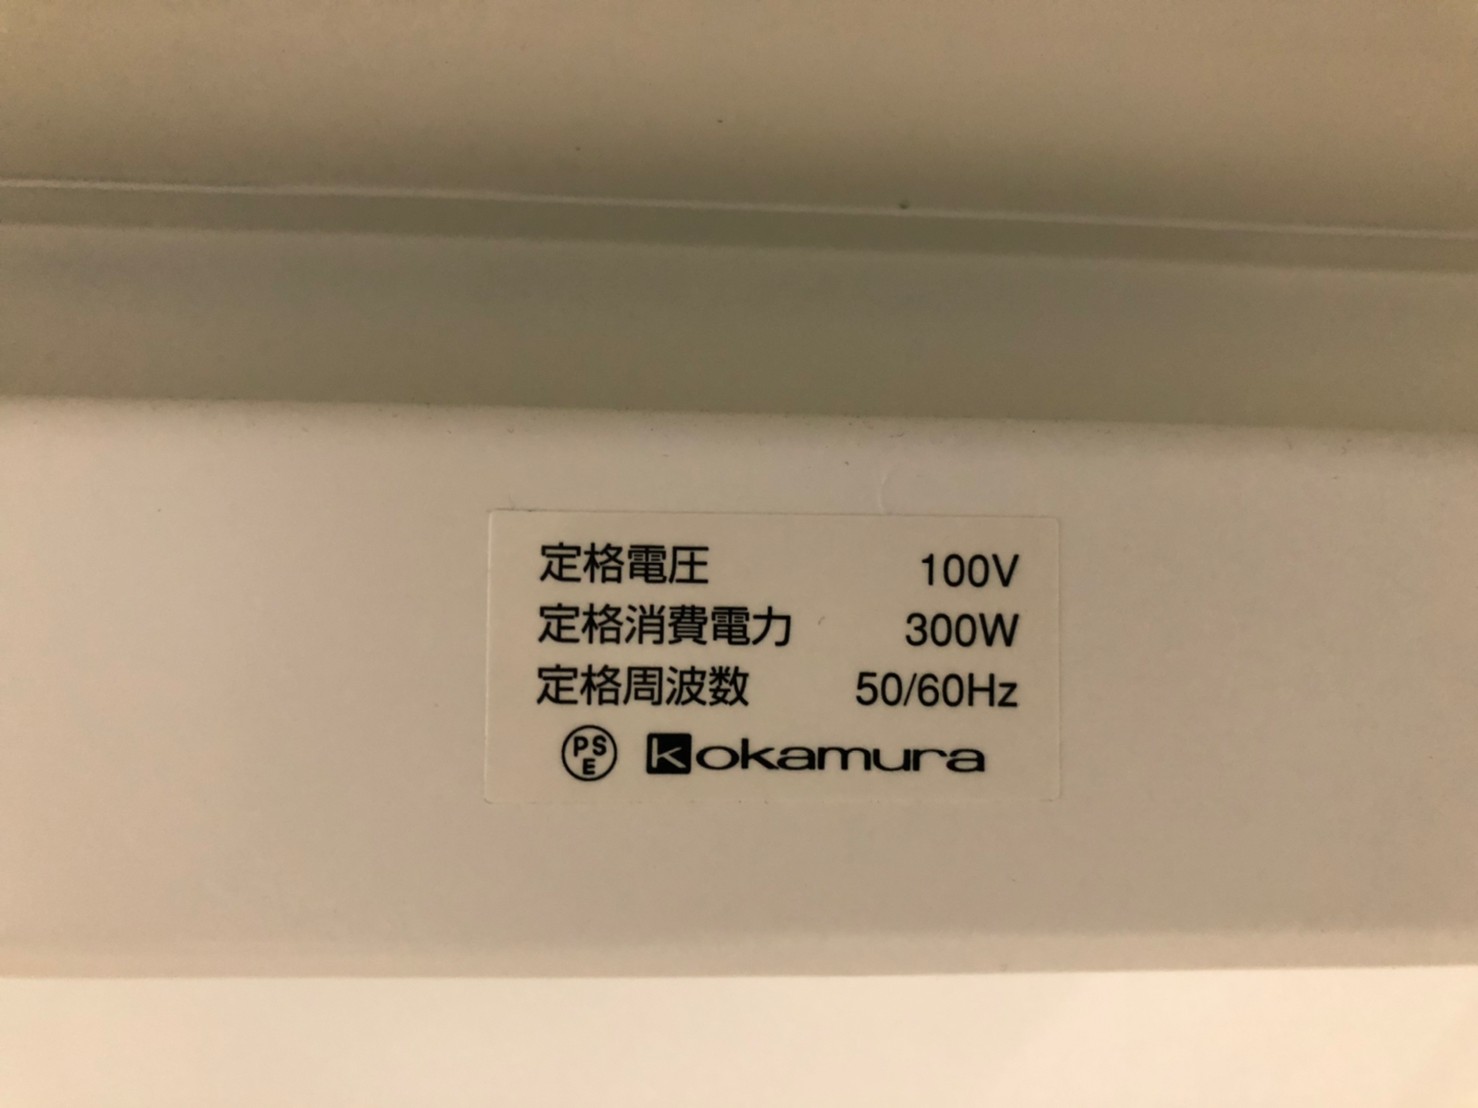 定格電圧 100V
定格消費電力 300W
定格周波数 50/60Hz
PSE okamura